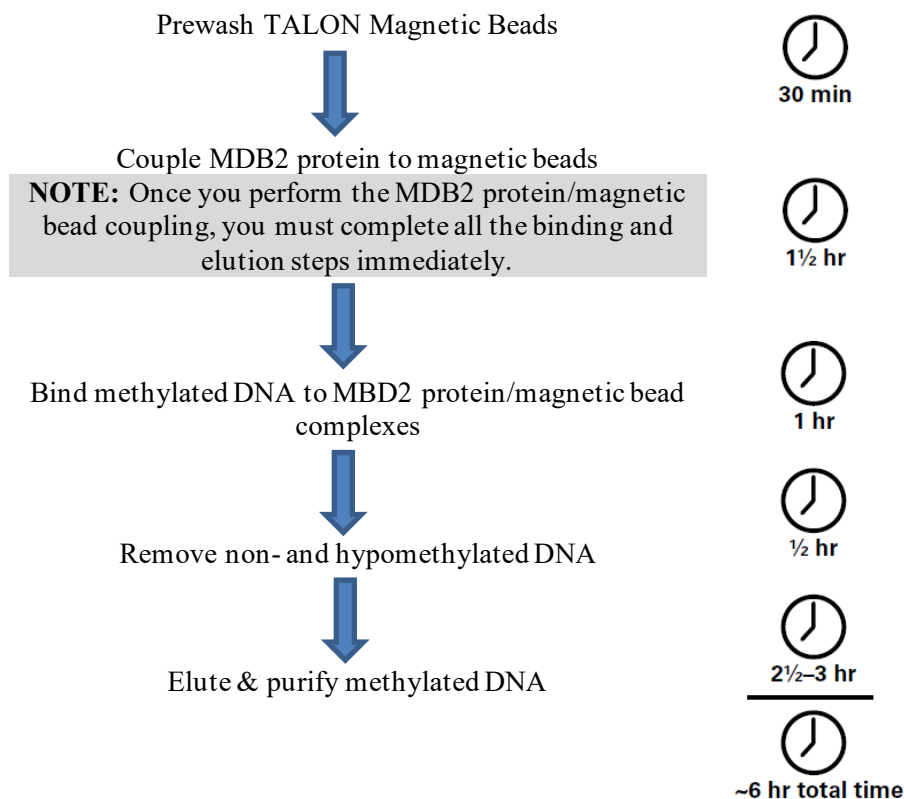 Prewash TALON Magnetic Beads
30 min
Couple MDB2 protein to magnetic beads
NOTE: Once you perform the MDB2 protein/magnetic
bead coupling, you must complete all the binding and
elution steps immediately.
1½ hr
Bind methylated DNA to MBD2 protein/magnetic bead
complexes
1 hr
Remove non- and hypomethylated DNA
½ hr
Elute & purify methylated DNA
2½–3 hr
~6 hr total time